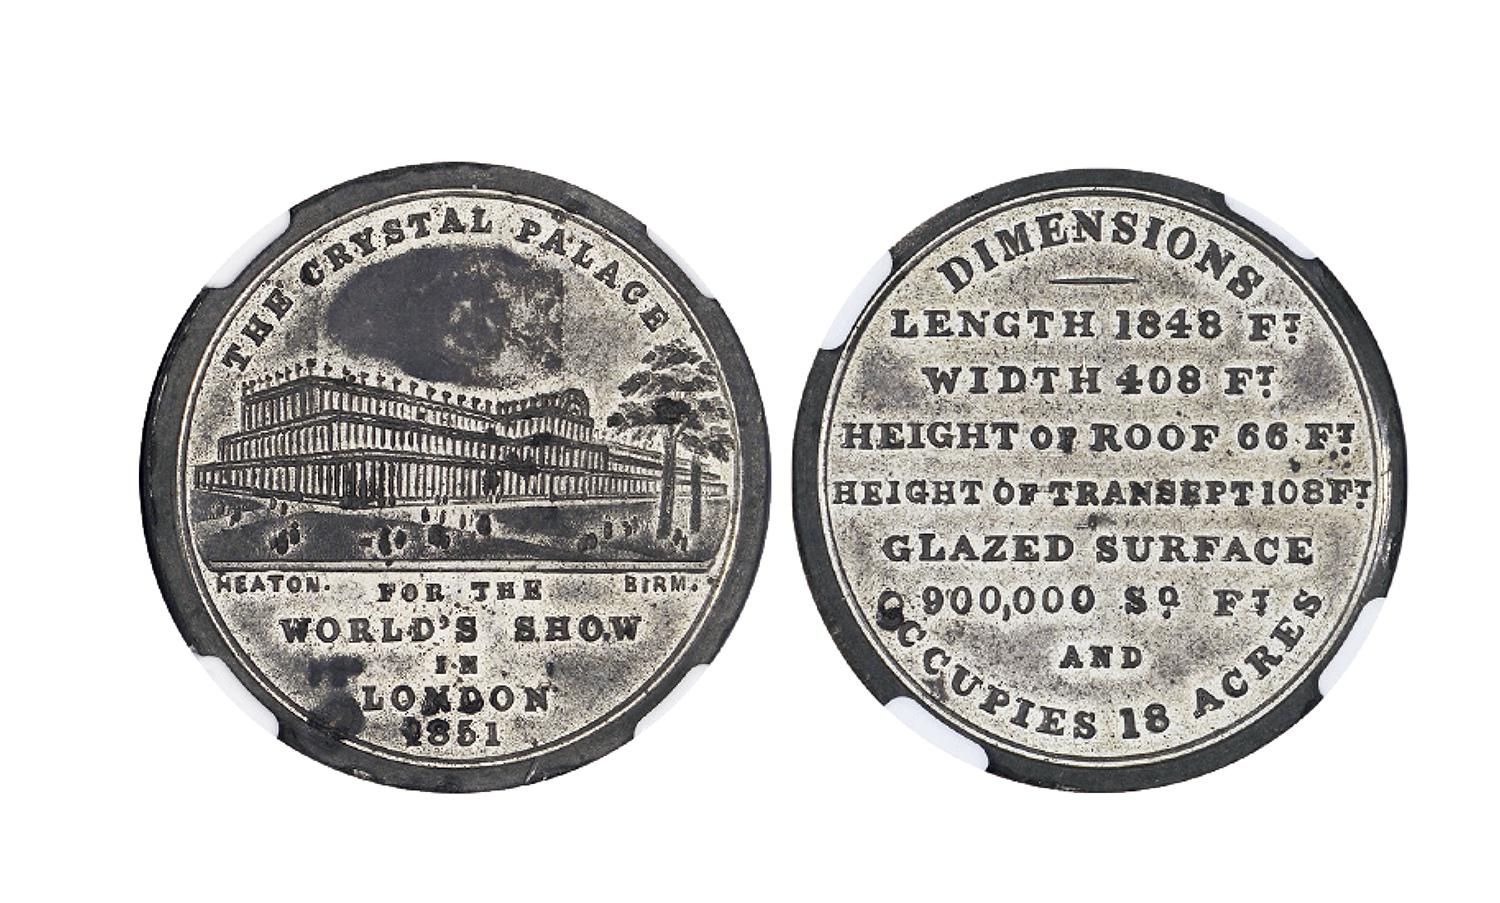 THE CRYSTAL PALACE
HEATON. BIRM.
FOR THE
WORLD'S SHOW
IN
LONDON
1851
DIMENSIONS
LENGTH 1848 FT
WIDTH 408 FT
HEIGHT OF ROOF 66 FT
HEIGHT OF TRANSEPT 108 FT
GLAZED SURFACE
900,000 SQ FT
AND
OCCUPIES 18 ACRES